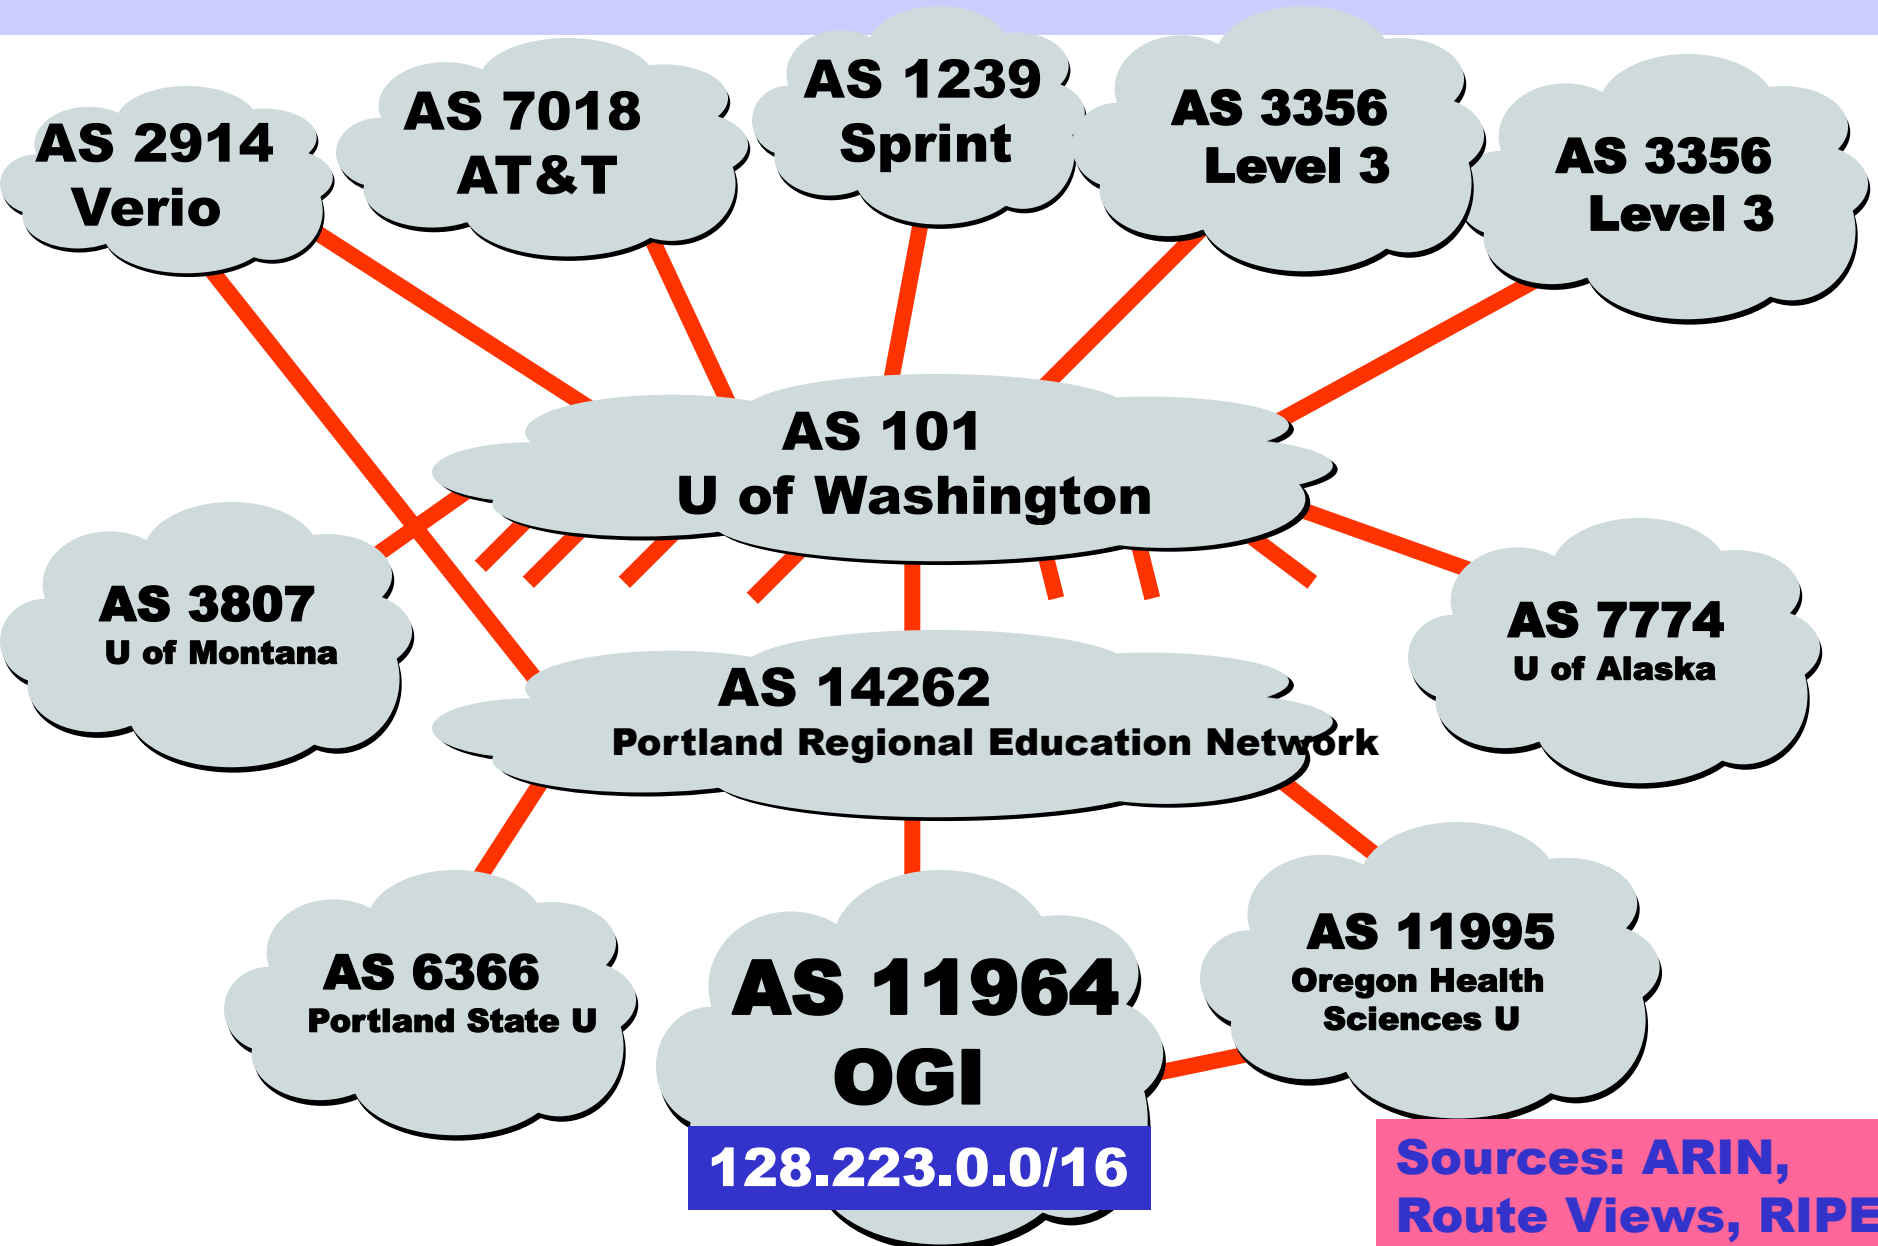 AS 2914
Verio
AS 7018
AT&T
AS 1239
Sprint
AS 3356
Level 3
AS 3356
Level 3
AS 101
U of Washington
AS 3807
U of Montana
AS 7774
U of Alaska
AS 14262
Portland Regional Education Network
AS 6366
Portland State U
AS 11964
OGI
128.223.0.0/16
AS 11995
Oregon Health
Sciences U
Sources: ARIN,
Route Views, RIPE